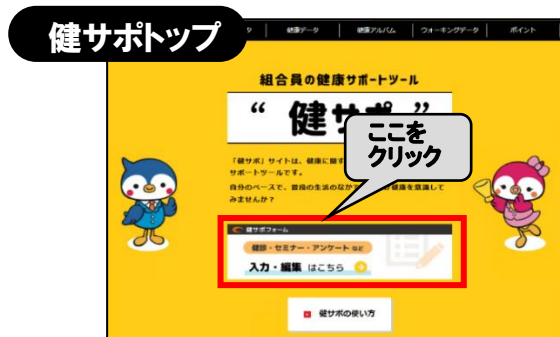 健サポトップ
健康データ
健康アルバム
ウォーキングデータ
ポイント
組合員の健康サポートツール
“ 健サポ ”
ここを
クリック
「健サポ」サイトは、健康に関す
サポートツールです。
自分のペースで、普段の生活のなか 健康を意識して
みませんか？
健サポフォーム
健診・セミナー・アンケート など
入力・編集 はこちら
健サポの使い方